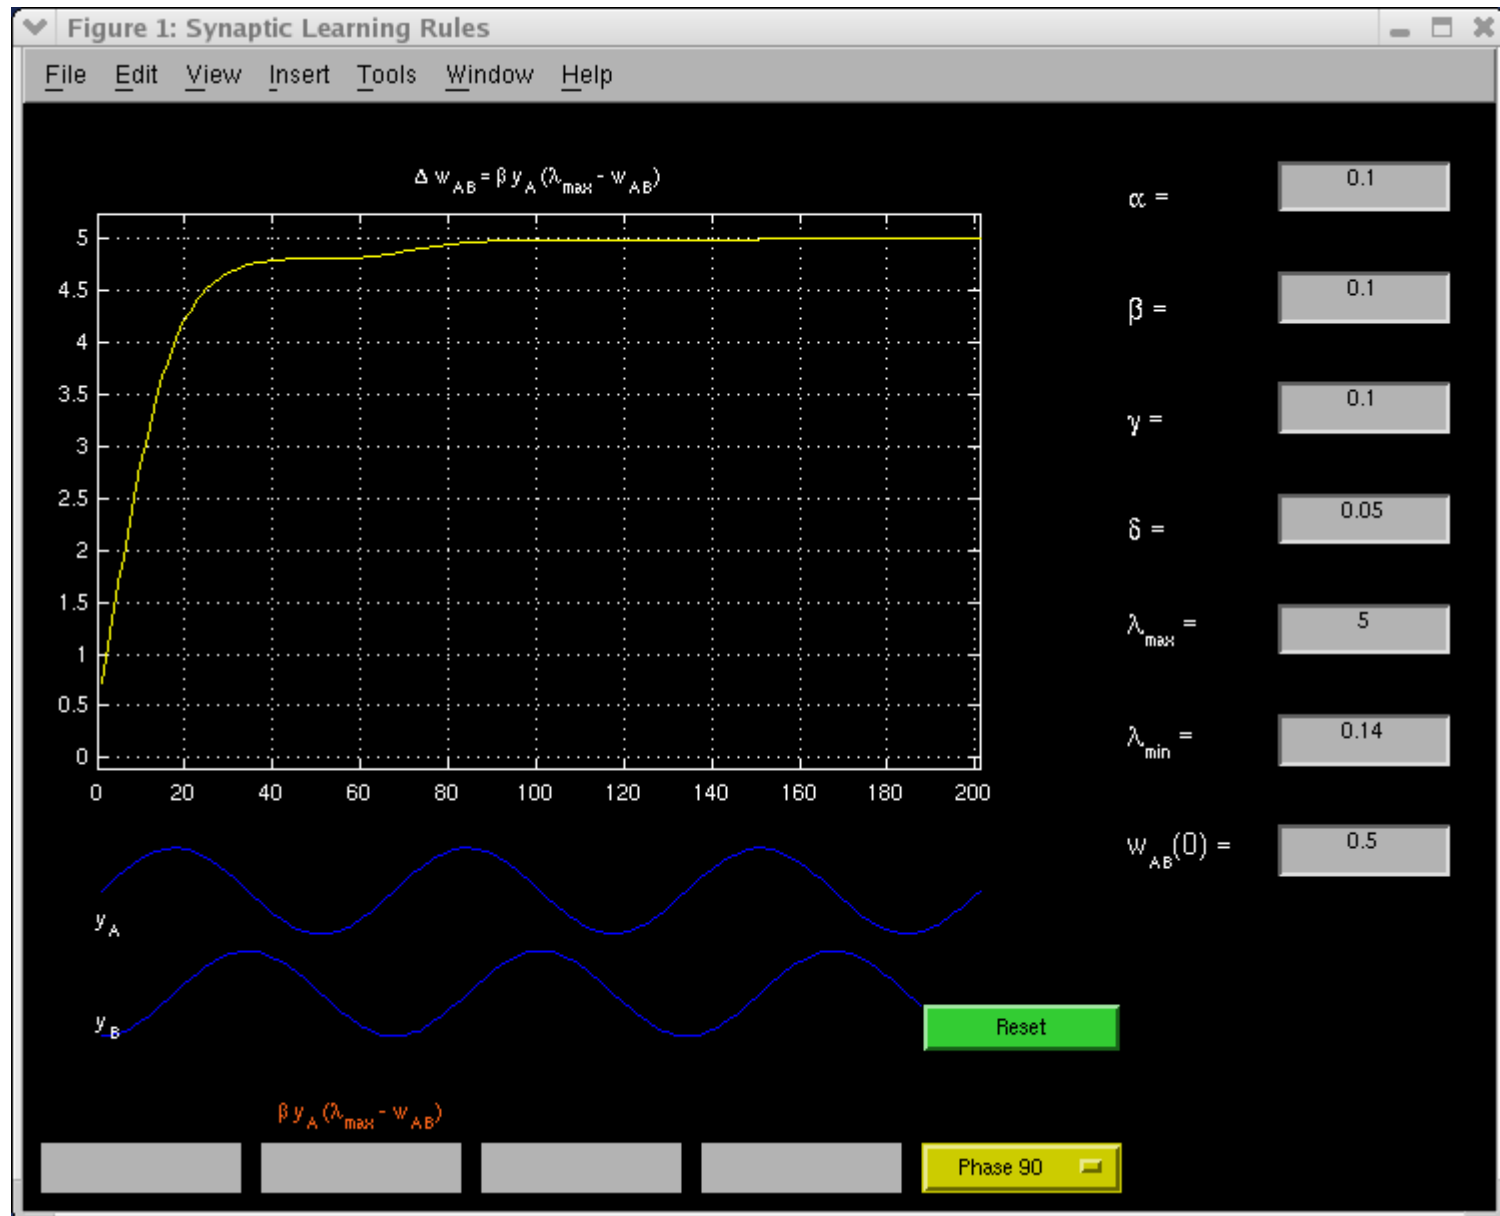 Figure 1: Synaptic Learning Rules
File Edit View Insert Tools Window Help
Δ w_AB = β y_A (λ_max - w_AB)
5
4.5
4
3.5
3
2.5
2
1.5
1
0.5
0
0 20 40 60 80 100 120 140 160 180 200
α = 0.1
β = 0.1
γ = 0.1
δ = 0.05
λ_max = 5
λ_min = 0.14
w_AB(0) = 0.5
y_A
y_B
Reset
β y_A (λ_max - w_AB)
Phase 90